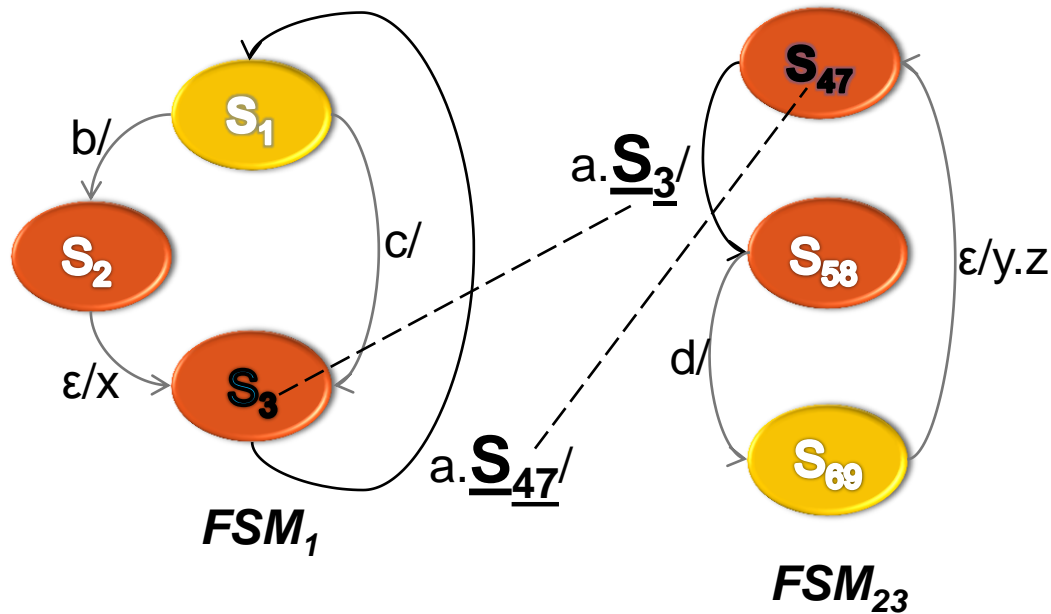 S₄₇
S₁
b/
a.S₃/
S₂
c/
S₅₈
ε/y.z
ε/x
S₃
d/
a.S₄₇/
S₆₉
FSM₁
FSM₂₃